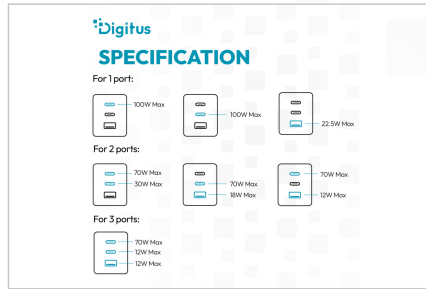 Digitus
SPECIFICATION
For 1 port:
100W Max
100W Max
22.5W Max
For 2 ports:
70W Max
30W Max
70W Max
18W Max
70W Max
12W Max
For 3 ports:
70W Max
12W Max
12W Max